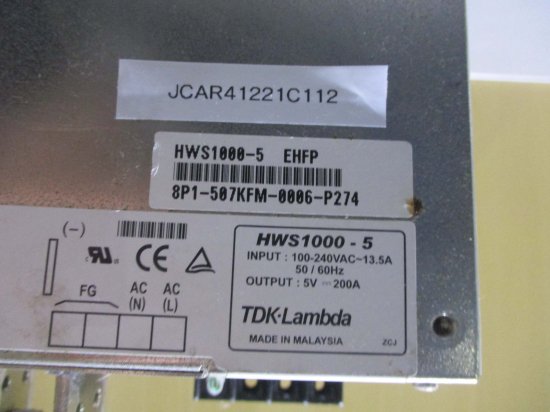 JCAR41221C112
HWS1000-5 EHFP
8P1-507KFM-0006-P274
(-)
FG
AC
(N)
AC
(L)
HWS1000 - 5
INPUT : 100-240VAC~13.5A
50 / 60Hz
OUTPUT : 5V ⎓ 200A
TDK·Lambda
MADE IN MALAYSIA
ZCJ